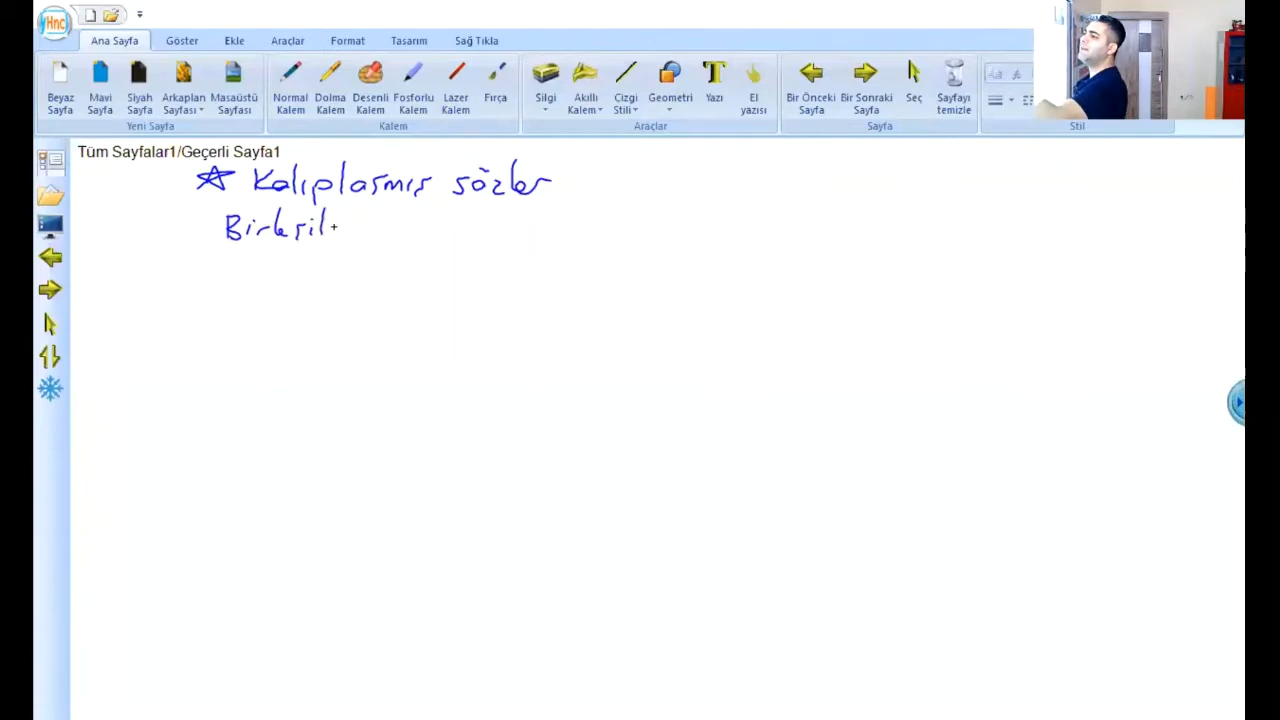 Hnc
Ana Sayfa Göster Ekle Araçlar Format Tasarım Sağ Tıkla
Beyaz Sayfa Mavi Sayfa Siyah Sayfa Arkaplan Sayfası Masaüstü Sayfası
Yeni Sayfa
Normal Kalem Dolma Kalem Desenli Kalem Fosforlu Kalem Lazer Kalem Fırça
Kalem
Silgi Akıllı Kalem Çizgi Stili Geometri Yazı El yazısı
Araçlar
Bir Önceki Sayfa Bir Sonraki Sayfa Seç Sayfayı temizle
Sayfa
Stil
Tüm Sayfalar1/Geçerli Sayfa1
Kalıplaşmış sözler